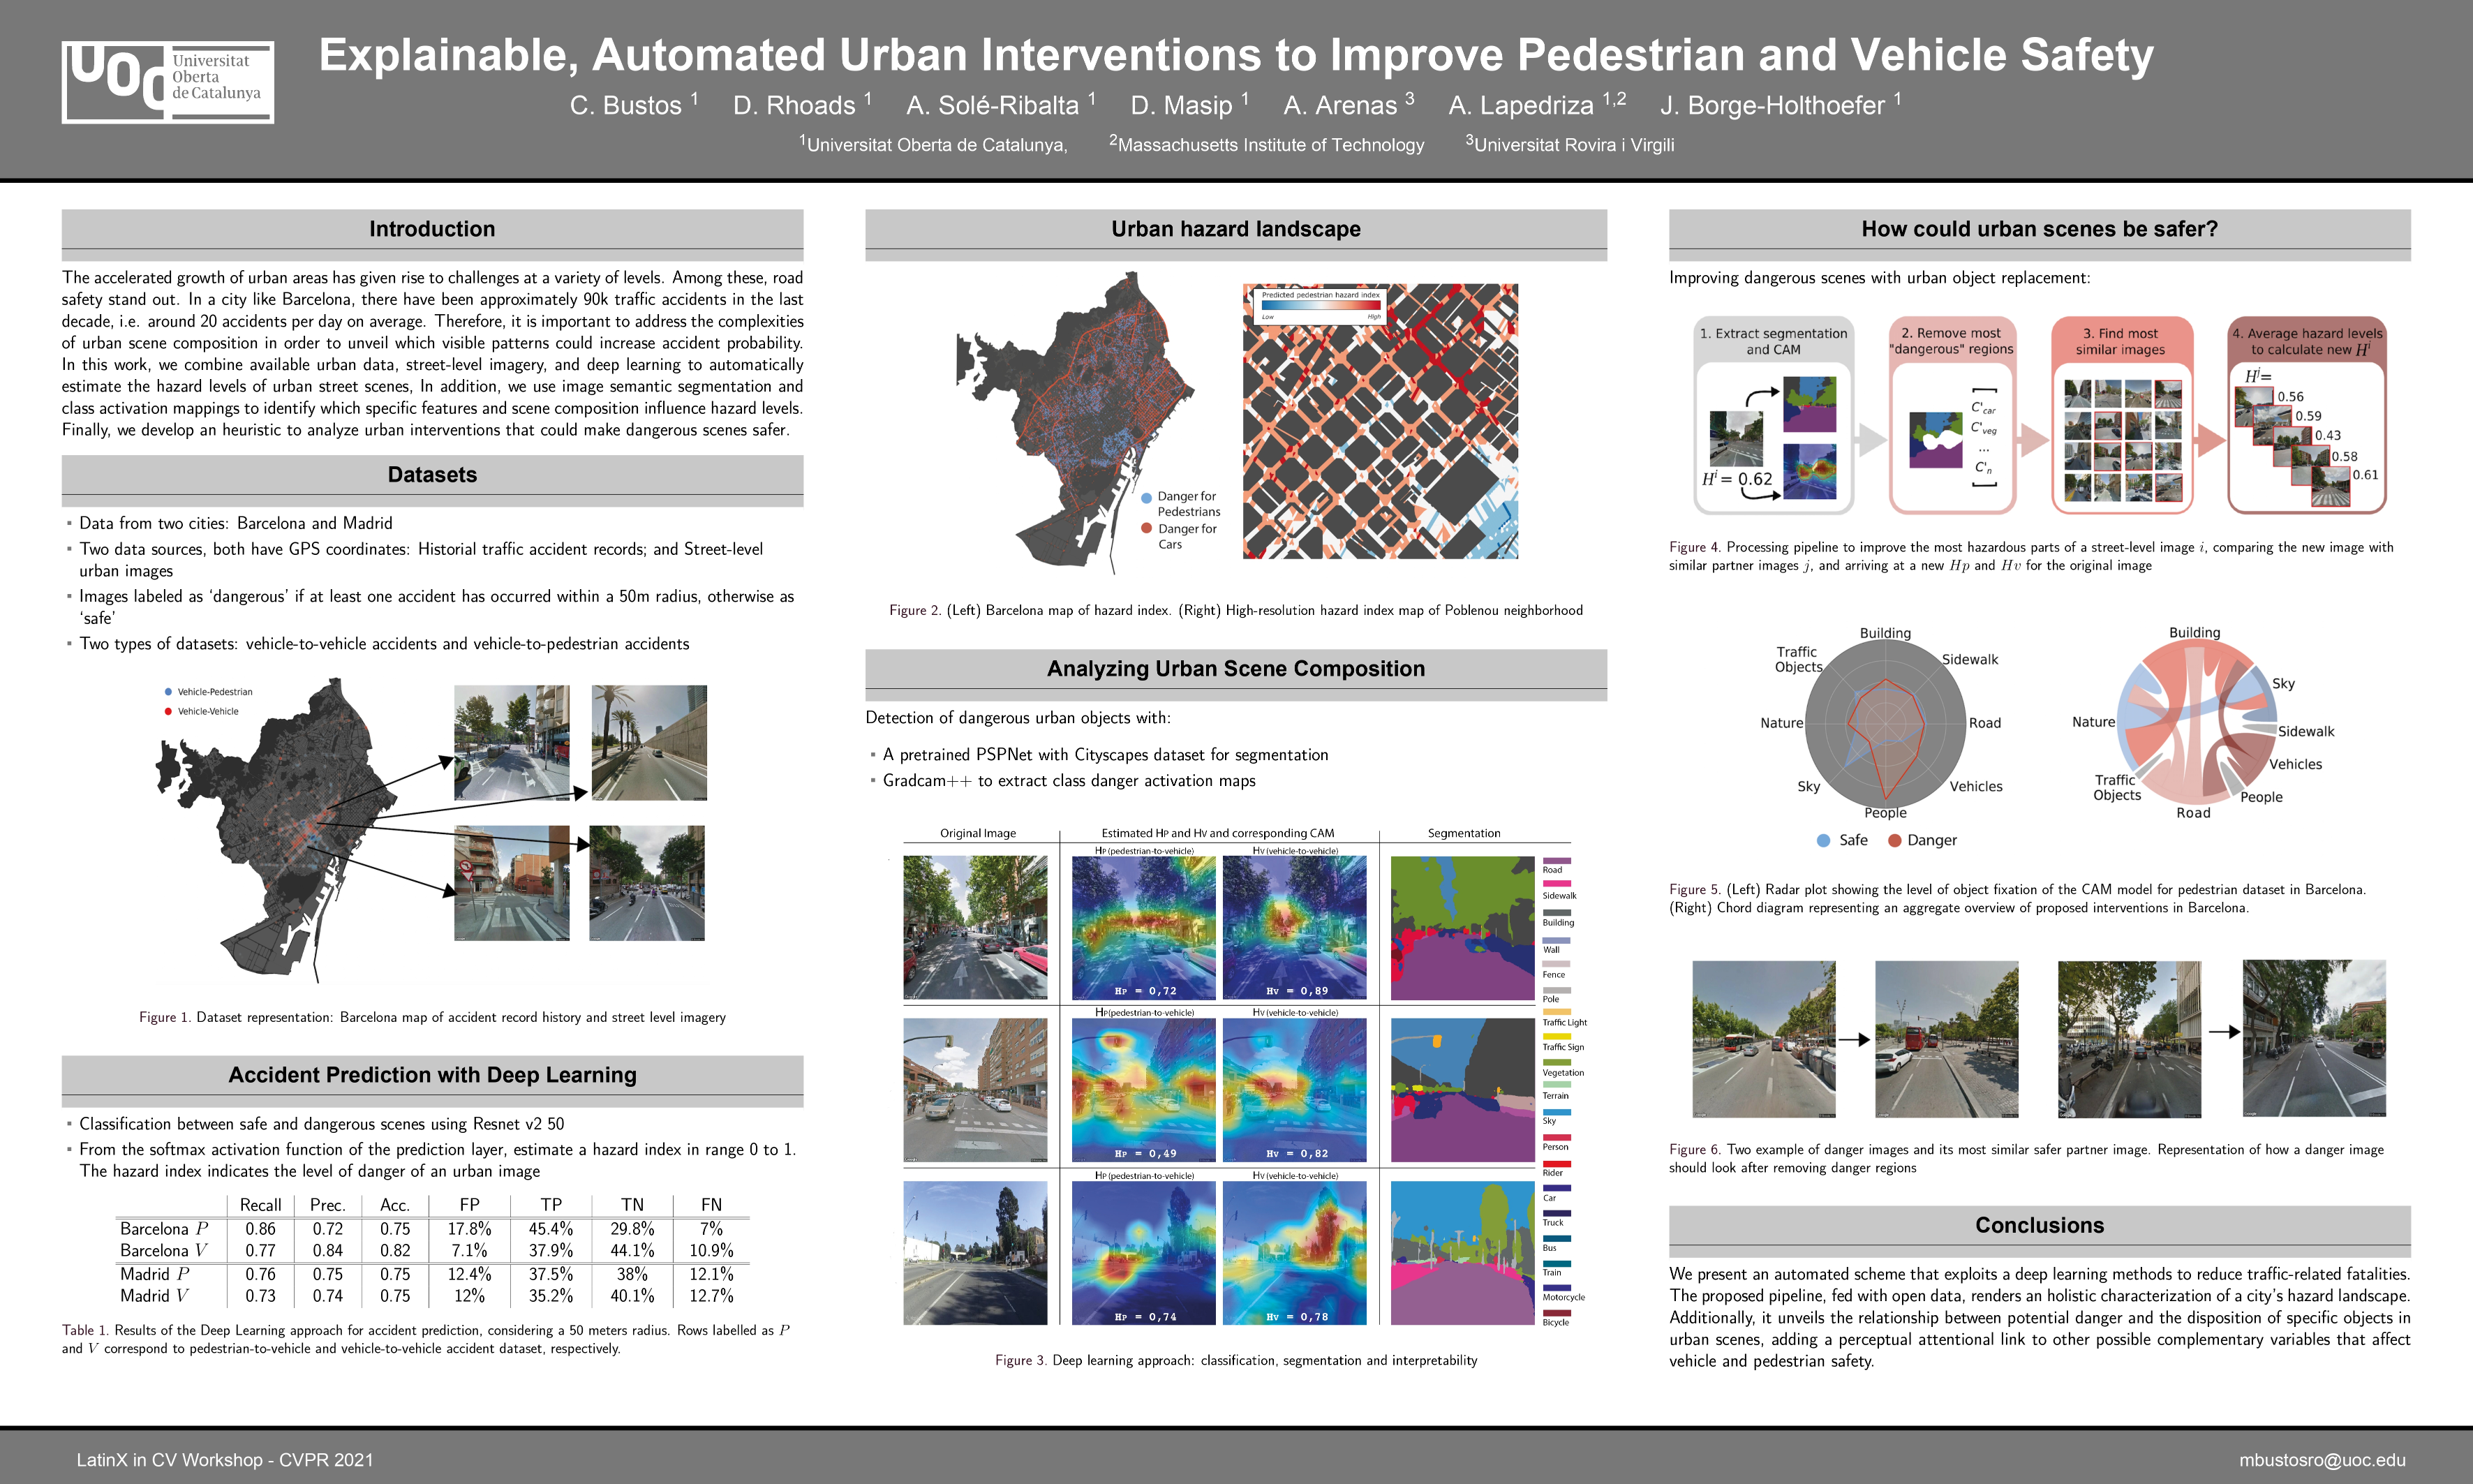 UOC Universitat
Oberta
de Catalunya
Explainable, Automated Urban Interventions to Improve Pedestrian and Vehicle Safety
C. Bustos 1 D. Rhoads 1 A. Solé-Ribalta 1 D. Masip 1 A. Arenas 3 A. Lapedriza 1,2 J. Borge-Holthoefer 1
1Universitat Oberta de Catalunya, 2Massachusetts Institute of Technology 3Universitat Rovira i Virgili
Introduction
The accelerated growth of urban areas has given rise to challenges at a variety of levels. Among these, road
safety stand out. In a city like Barcelona, there have been approximately 90k traffic accidents in the last
decade, i.e. around 20 accidents per day on average. Therefore, it is important to address the complexities
of urban scene composition in order to unveil which visible patterns could increase accident probability.
In this work, we combine available urban data, street-level imagery, and deep learning to automatically
estimate the hazard levels of urban street scenes, In addition, we use image semantic segmentation and
class activation mappings to identify which specific features and scene composition influence hazard levels.
Finally, we develop an heuristic to analyze urban interventions that could make dangerous scenes safer.
Datasets
▪ Data from two cities: Barcelona and Madrid
▪ Two data sources, both have GPS coordinates: Historial traffic accident records; and Street-level
urban images
▪ Images labeled as ‘dangerous’ if at least one accident has occurred within a 50m radius, otherwise as
‘safe’
▪ Two types of datasets: vehicle-to-vehicle accidents and vehicle-to-pedestrian accidents
Vehicle-Pedestrian
Vehicle-Vehicle
Figure 1. Dataset representation: Barcelona map of accident record history and street level imagery
Accident Prediction with Deep Learning
▪ Classification between safe and dangerous scenes using Resnet v2 50
▪ From the softmax activation function of the prediction layer, estimate a hazard index in range 0 to 1.
The hazard index indicates the level of danger of an urban image
Recall Prec. Acc. FP TP TN FN
Barcelona P 0.86 0.72 0.75 17.8% 45.4% 29.8% 7%
Barcelona V 0.77 0.84 0.82 7.1% 37.9% 44.1% 10.9%
Madrid P 0.76 0.75 0.75 12.4% 37.5% 38% 12.1%
Madrid V 0.73 0.74 0.75 12% 35.2% 40.1% 12.7%
Table 1. Results of the Deep Learning approach for accident prediction, considering a 50 meters radius. Rows labelled as P
and V correspond to pedestrian-to-vehicle and vehicle-to-vehicle accident dataset, respectively.
Urban hazard landscape
Danger for
Pedestrians
Danger for
Cars
Predicted pedestrian hazard index
Low High
Figure 2. (Left) Barcelona map of hazard index. (Right) High-resolution hazard index map of Poblenou neighborhood
Analyzing Urban Scene Composition
Detection of dangerous urban objects with:
▪ A pretrained PSPNet with Cityscapes dataset for segmentation
▪ Gradcam++ to extract class danger activation maps
Original Image Estimated HP and HV and corresponding CAM Segmentation
HP (pedestrian-to-vehicle) HV (vehicle-to-vehicle)
HP = 0,72 HV = 0,89
HP (pedestrian-to-vehicle) HV (vehicle-to-vehicle)
HP = 0,49 HV = 0,82
HP (pedestrian-to-vehicle) HV (vehicle-to-vehicle)
HP = 0,74 HV = 0,78
Road
Sidewalk
Building
Wall
Fence
Pole
Traffic Light
Traffic Sign
Vegetation
Terrain
Sky
Person
Rider
Car
Truck
Bus
Train
Motorcycle
Bicycle
Figure 3. Deep learning approach: classification, segmentation and interpretability
How could urban scenes be safer?
Improving dangerous scenes with urban object replacement:
1. Extract segmentation
and CAM
Hi = 0.62
2. Remove most
"dangerous" regions
C'car
C'veg
...
C'n
3. Find most
similar images
4. Average hazard levels
to calculate new Hi
Hi=
0.56
0.59
0.43
0.58
0.61
Figure 4. Processing pipeline to improve the most hazardous parts of a street-level image i, comparing the new image with
similar partner images j, and arriving at a new Hp and Hv for the original image
Building
Sidewalk
Road
Vehicles
People
Sky
Nature
Traffic
Objects
Safe Danger
Building
Sky
Sidewalk
Vehicles
People
Road
Traffic
Objects
Nature
Figure 5. (Left) Radar plot showing the level of object fixation of the CAM model for pedestrian dataset in Barcelona.
(Right) Chord diagram representing an aggregate overview of proposed interventions in Barcelona.
Figure 6. Two example of danger images and its most similar safer partner image. Representation of how a danger image
should look after removing danger regions
Conclusions
We present an automated scheme that exploits a deep learning methods to reduce traffic-related fatalities.
The proposed pipeline, fed with open data, renders an holistic characterization of a city's hazard landscape.
Additionally, it unveils the relationship between potential danger and the disposition of specific objects in
urban scenes, adding a perceptual attentional link to other possible complementary variables that affect
vehicle and pedestrian safety.
LatinX in CV Workshop - CVPR 2021
mbustosro@uoc.edu